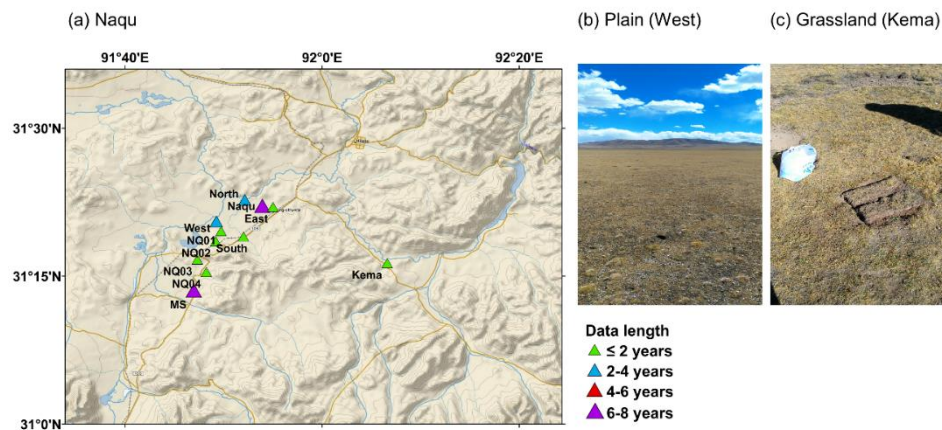 (a) Naqu
(b) Plain (West)
(c) Grassland (Kema)
91°40'E
92°0'E
92°20'E
31°30'N
31°15'N
31°0'N
North
Naqu
East
West
NQ01
South
NQ02
NQ03
NQ04
MS
Kema
Data length
≤ 2 years
2-4 years
4-6 years
6-8 years